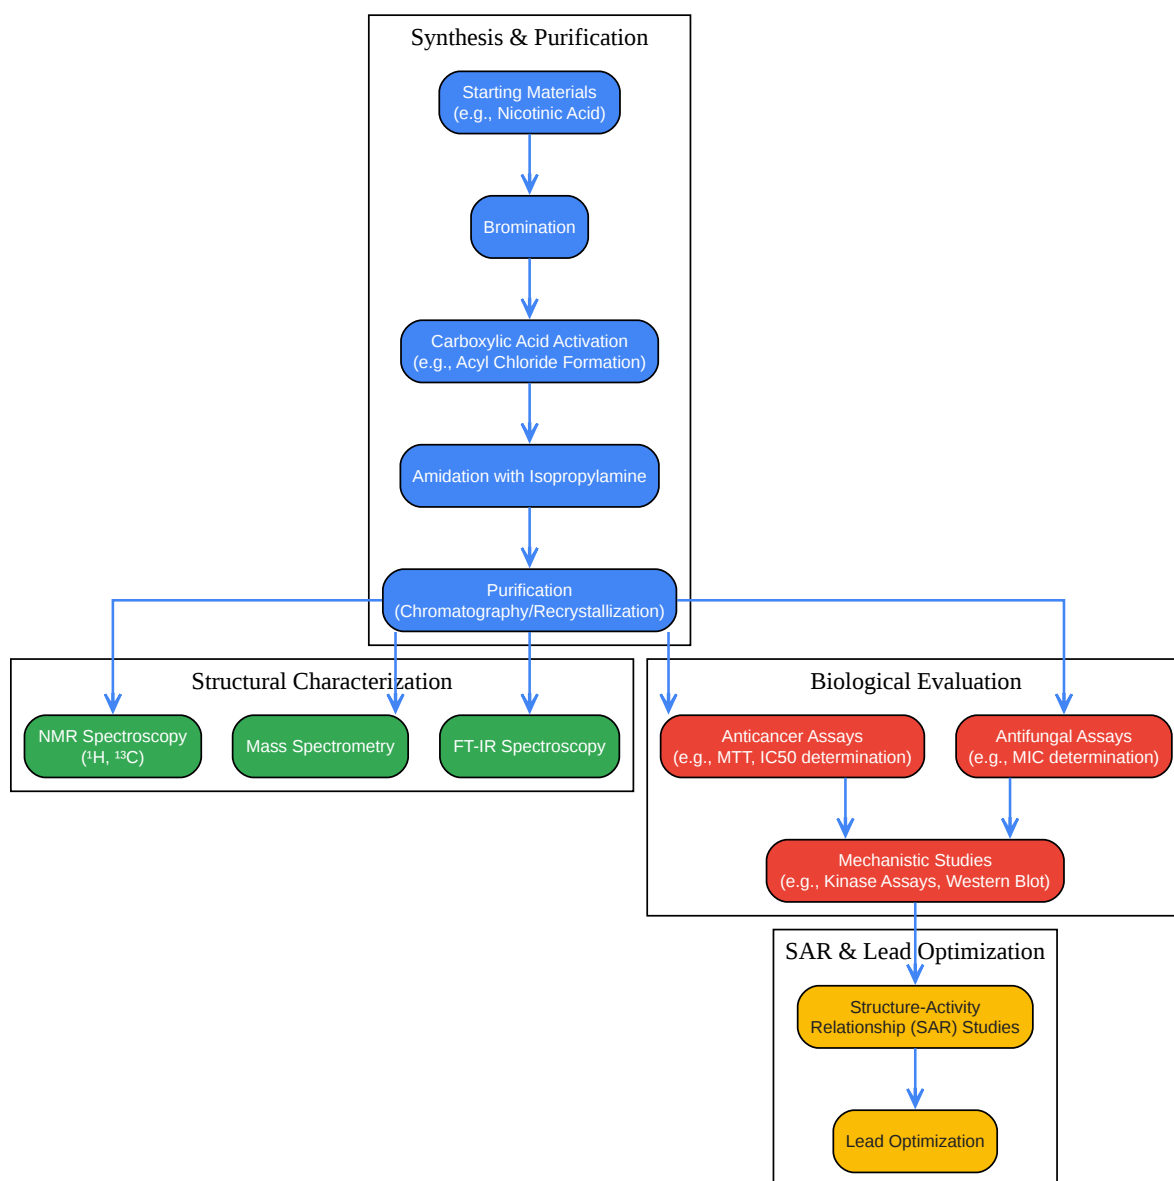 Synthesis & Purification
Starting Materials
(e.g., Nicotinic Acid)
Bromination
Carboxylic Acid Activation
(e.g., Acyl Chloride Formation)
Amidation with Isopropylamine
Purification
(Chromatography/Recrystallization)
Structural Characterization
NMR Spectroscopy
(¹H, ¹³C)
Mass Spectrometry
FT-IR Spectroscopy
Biological Evaluation
Anticancer Assays
(e.g., MTT, IC50 determination)
Antifungal Assays
(e.g., MIC determination)
Mechanistic Studies
(e.g., Kinase Assays, Western Blot)
SAR & Lead Optimization
Structure-Activity
Relationship (SAR) Studies
Lead Optimization